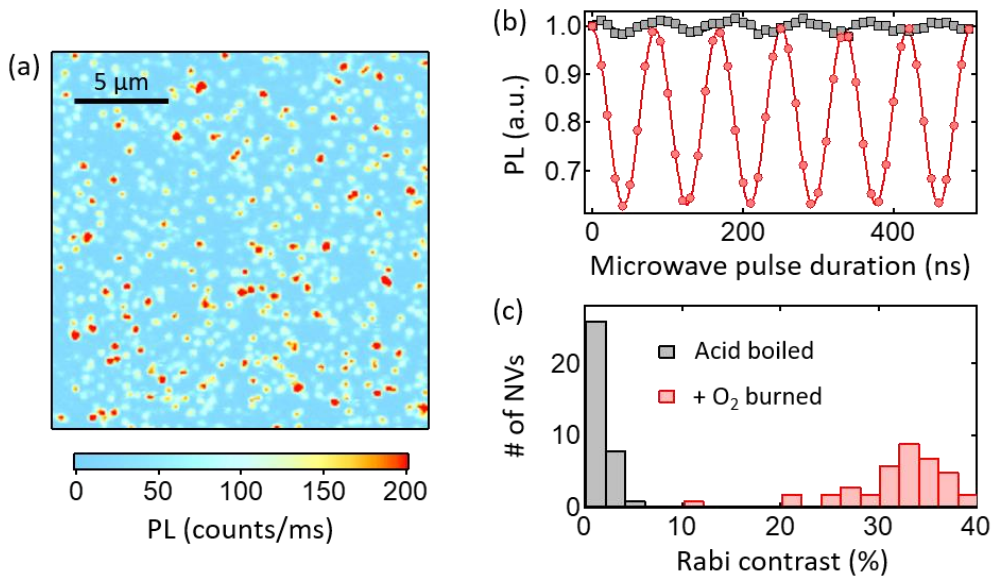 (a)
5 μm
0 50 100 150 200
PL (counts/ms)
(b)
1.0
0.9
0.8
0.7
PL (a.u.)
0 200 400
Microwave pulse duration (ns)
(c)
20
10
0
# of NVs
Acid boiled
+ O₂ burned
0 10 20 30 40
Rabi contrast (%)